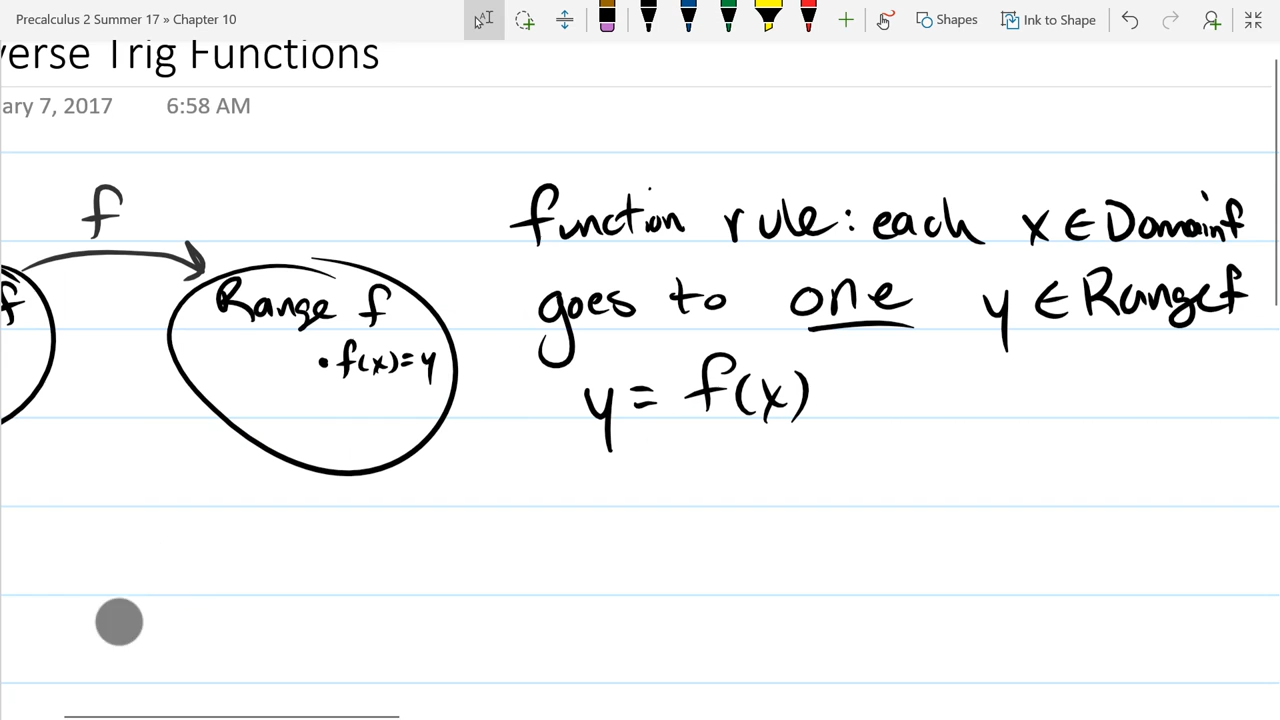 Precalculus 2 Summer 17 » Chapter 10
Shapes
Ink to Shape
verse Trig Functions
ary 7, 2017 6:58 AM
f
f
Range f
• f(x)=y
function rule: each x ∈ Domain f
goes to one y ∈ Range f
y = f(x)